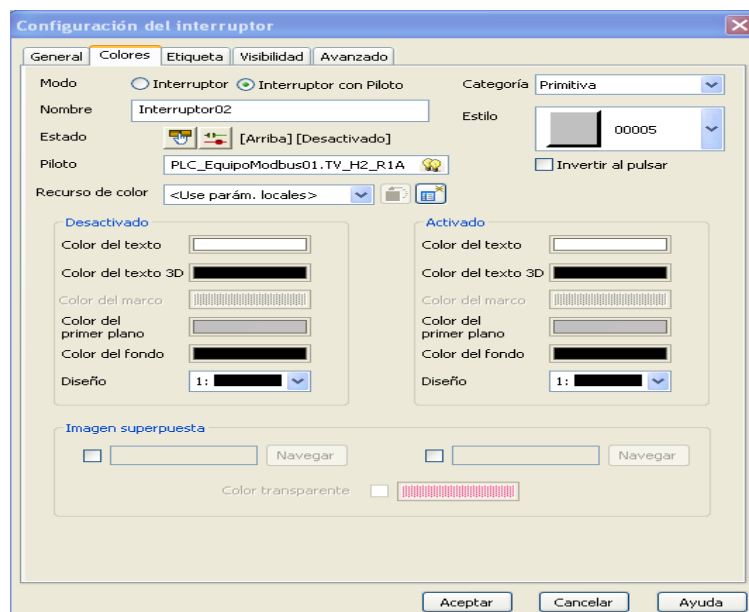 Configuración del interruptor
General Colores Etiqueta Visibilidad Avanzado
Modo Interruptor Interruptor con Piloto Categoría Primitiva
Nombre Interruptor02
Estilo 00005
Estado [Arriba] [Desactivado]
Piloto PLC_EquipoModbus01.TV_H2_R1A Invertir al pulsar
Recurso de color <Use parám. locales>
Desactivado Activado
Color del texto Color del texto
Color del texto 3D Color del texto 3D
Color del marco Color del marco
Color del primer plano Color del primer plano
Color del fondo Color del fondo
Diseño 1: Diseño 1:
Imagen superpuesta
Navegar Navegar
Color transparente
Aceptar Cancelar Ayuda